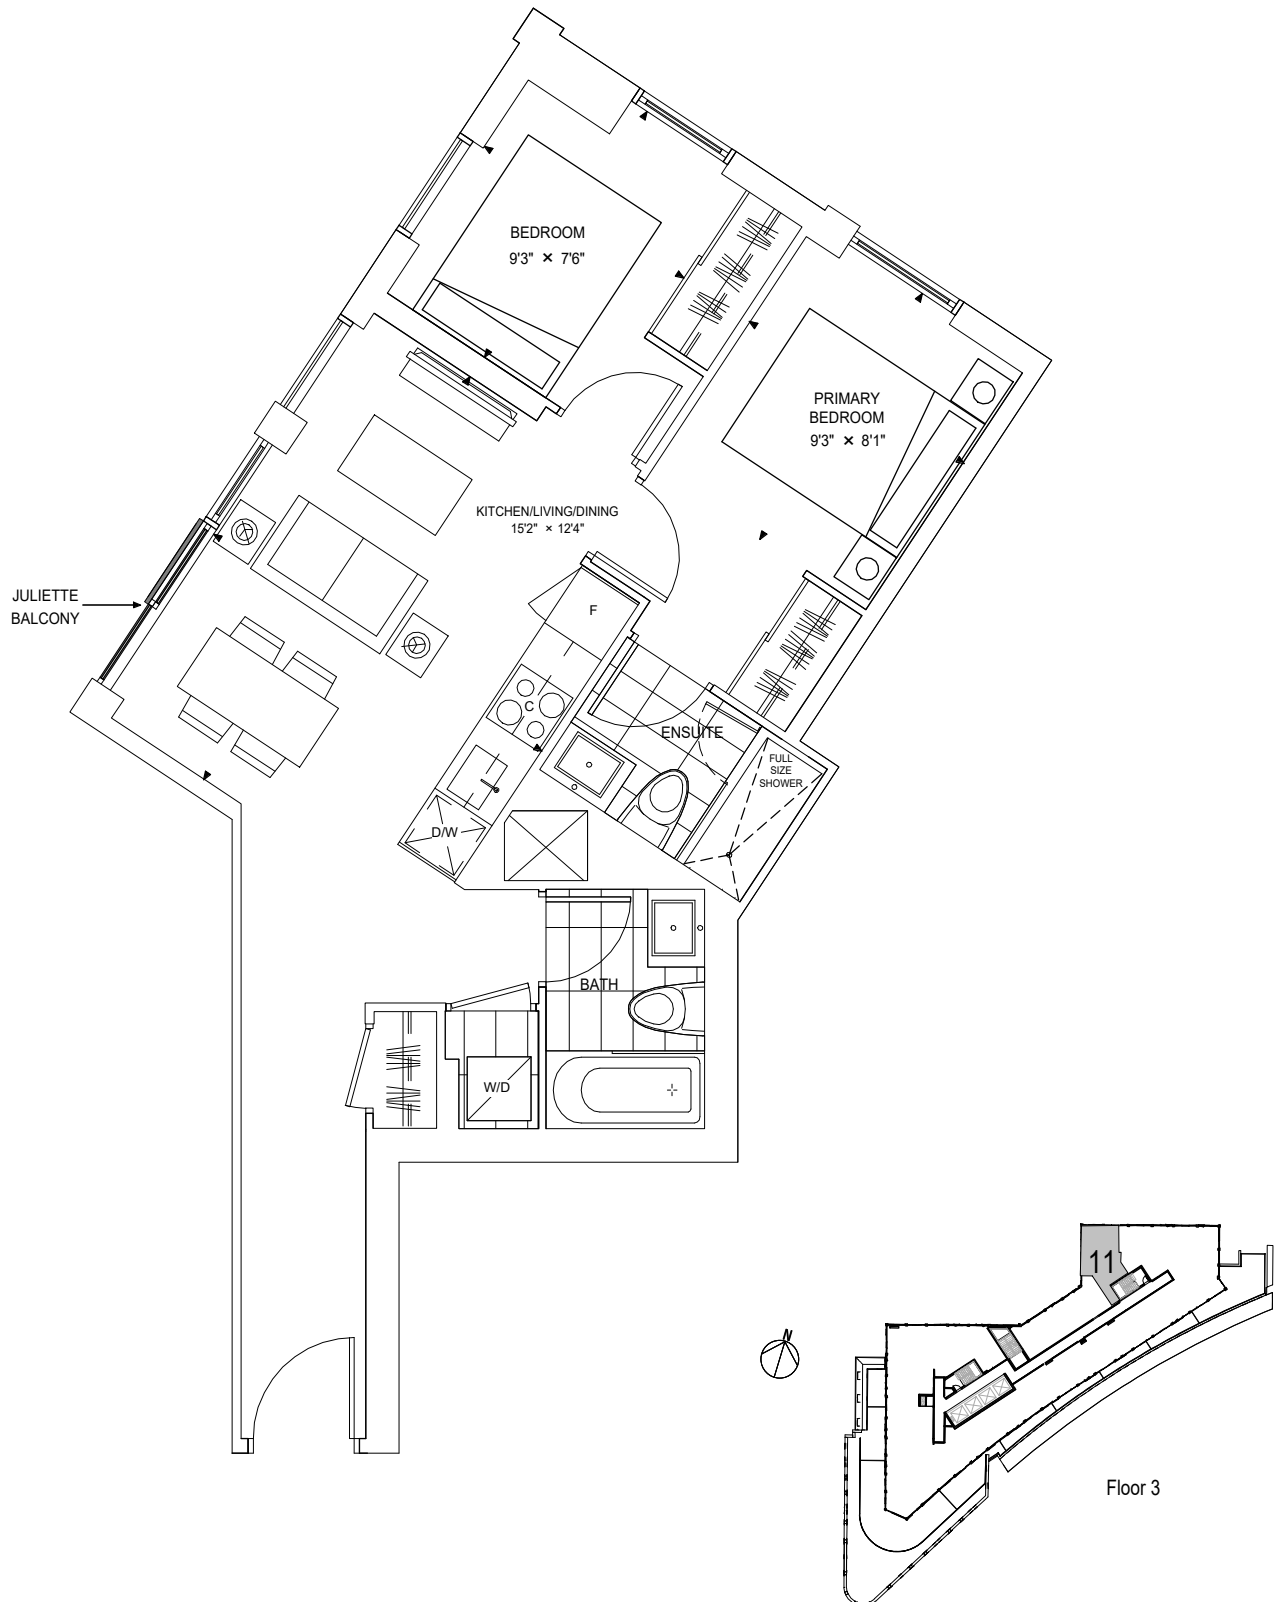 BEDROOM
9'3" × 7'6"
PRIMARY
BEDROOM
9'3" × 8'1"
KITCHEN/LIVING/DINING
15'2" × 12'4"
JULIETTE
BALCONY
F
C
ENSUITE
FULL
SIZE
SHOWER
D/W
BATH
W/D
11
N
Floor 3